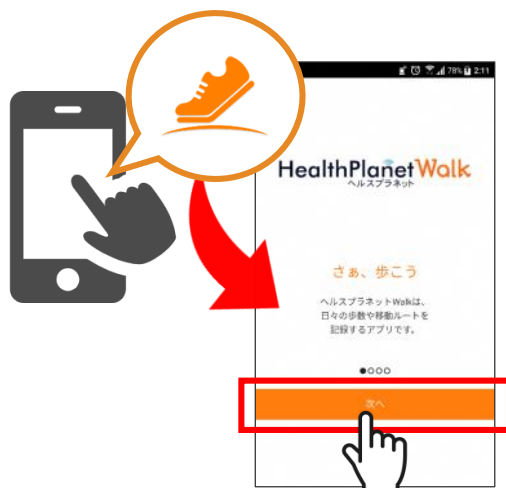 78% 2:11
HealthPlanet Walk
ヘルスプラネット
さぁ、歩こう
ヘルスプラネットWalkは、
日々の歩数や移動ルートを
記録するアプリです。
次へ